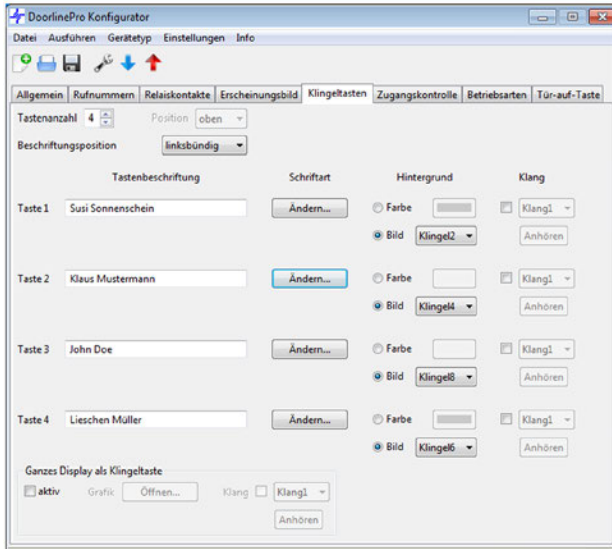 DoorlinePro Konfigurator
Datei Ausführen Gerätetyp Einstellungen Info
Allgemein Rufnummern Relaiskontakte Erscheinungsbild Klingeltasten Zugangskontrolle Betriebsarten Tür-auf-Taste
Tastenanzahl 4 Position oben
Beschriftungsposition linksbündig
Tastenbeschriftung Schriftart Hintergrund Klang
Taste 1 Susi Sonnenschein Ändern... Farbe Klang1
Bild Klingel2 Anhören
Taste 2 Klaus Mustermann Ändern... Farbe Klang1
Bild Klingel4 Anhören
Taste 3 John Doe Ändern... Farbe Klang1
Bild Klingel8 Anhören
Taste 4 Lieschen Müller Ändern... Farbe Klang1
Bild Klingel6 Anhören
Ganzes Display als Klingeltaste
aktiv Grafik Öffnen... Klang Klang1
Anhören